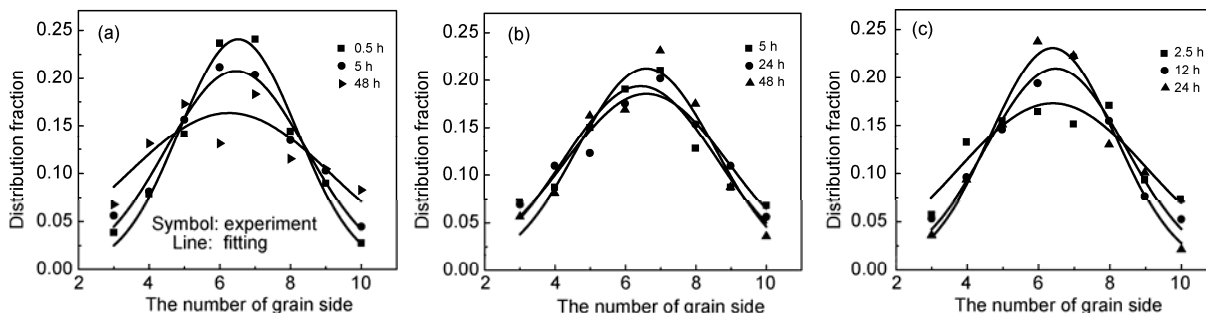 (a)
0.5 h
5 h
48 h
Symbol: experiment
Line: fitting
0.25
0.20
0.15
0.10
0.05
0.00
2 4 6 8 10
Distribution fraction
The number of grain side
(b)
5 h
24 h
48 h
0.25
0.20
0.15
0.10
0.05
0.00
2 4 6 8 10
Distribution fraction
The number of grain side
(c)
2.5 h
12 h
24 h
0.25
0.20
0.15
0.10
0.05
0.00
2 4 6 8 10
Distribution fraction
The number of grain side